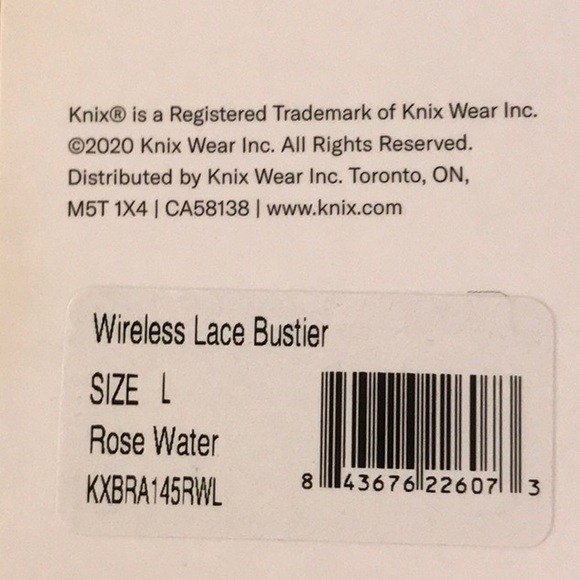 Knix® is a Registered Trademark of Knix Wear Inc.
©2020 Knix Wear Inc. All Rights Reserved.
Distributed by Knix Wear Inc. Toronto, ON,
M5T 1X4 | CA58138 | www.knix.com
Wireless Lace Bustier
SIZE L
Rose Water
KXBRA145RWL
8 43676 22607 3